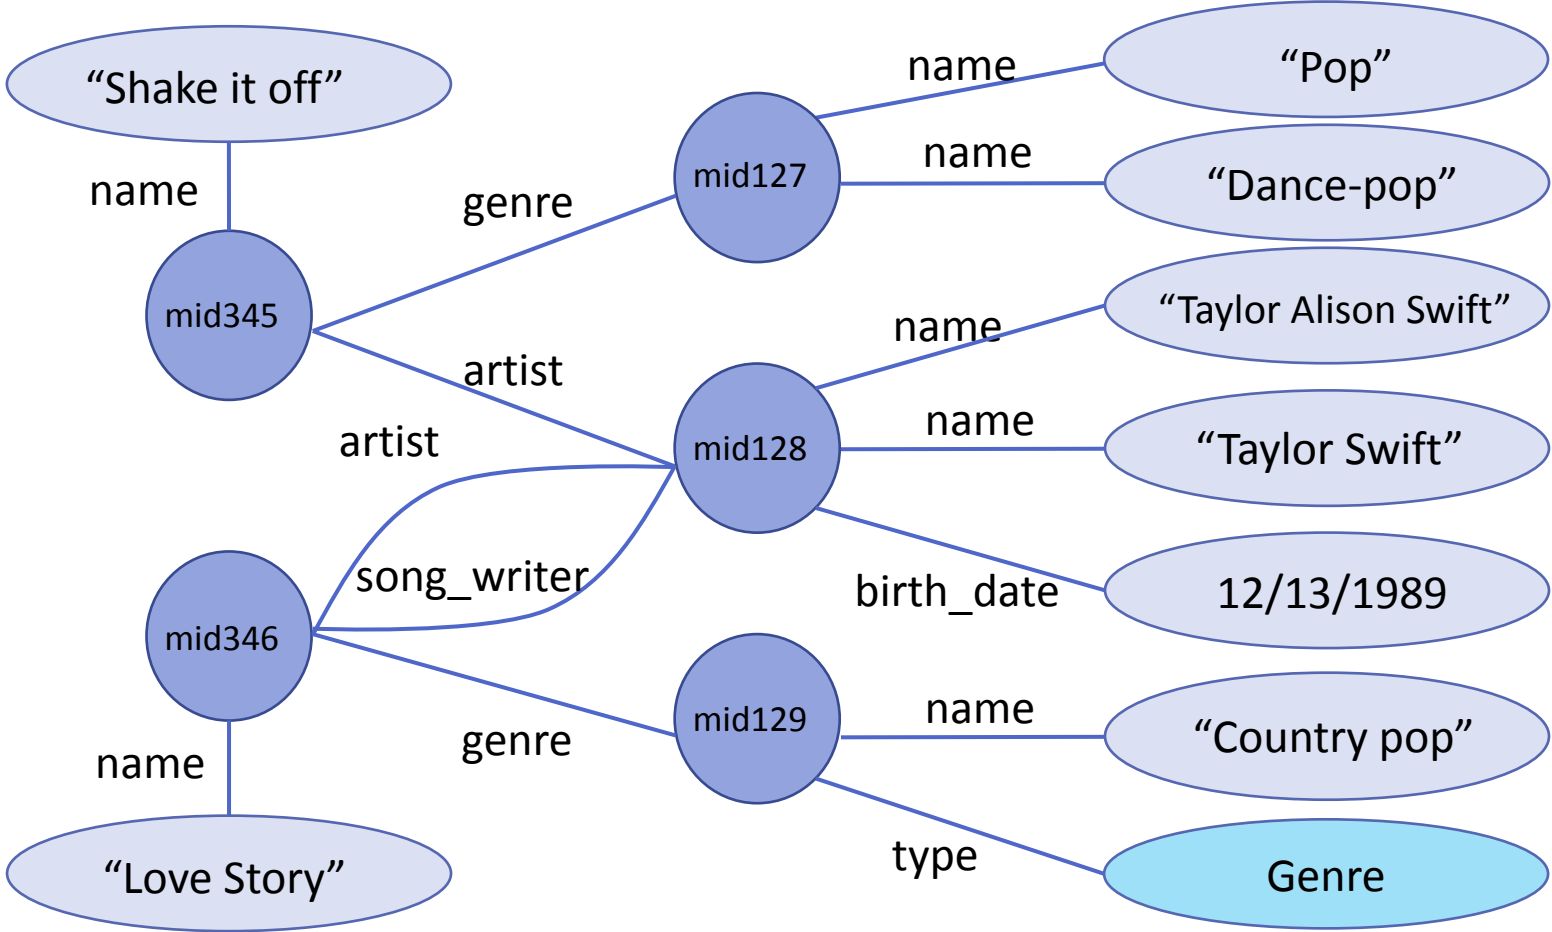 “Shake it off”
name
mid345
genre
artist
artist
song_writer
mid346
name
“Love Story”
genre
mid127
name
“Pop”
name
“Dance-pop”
mid128
name
“Taylor Alison Swift”
name
“Taylor Swift”
birth_date
12/13/1989
mid129
name
“Country pop”
type
Genre